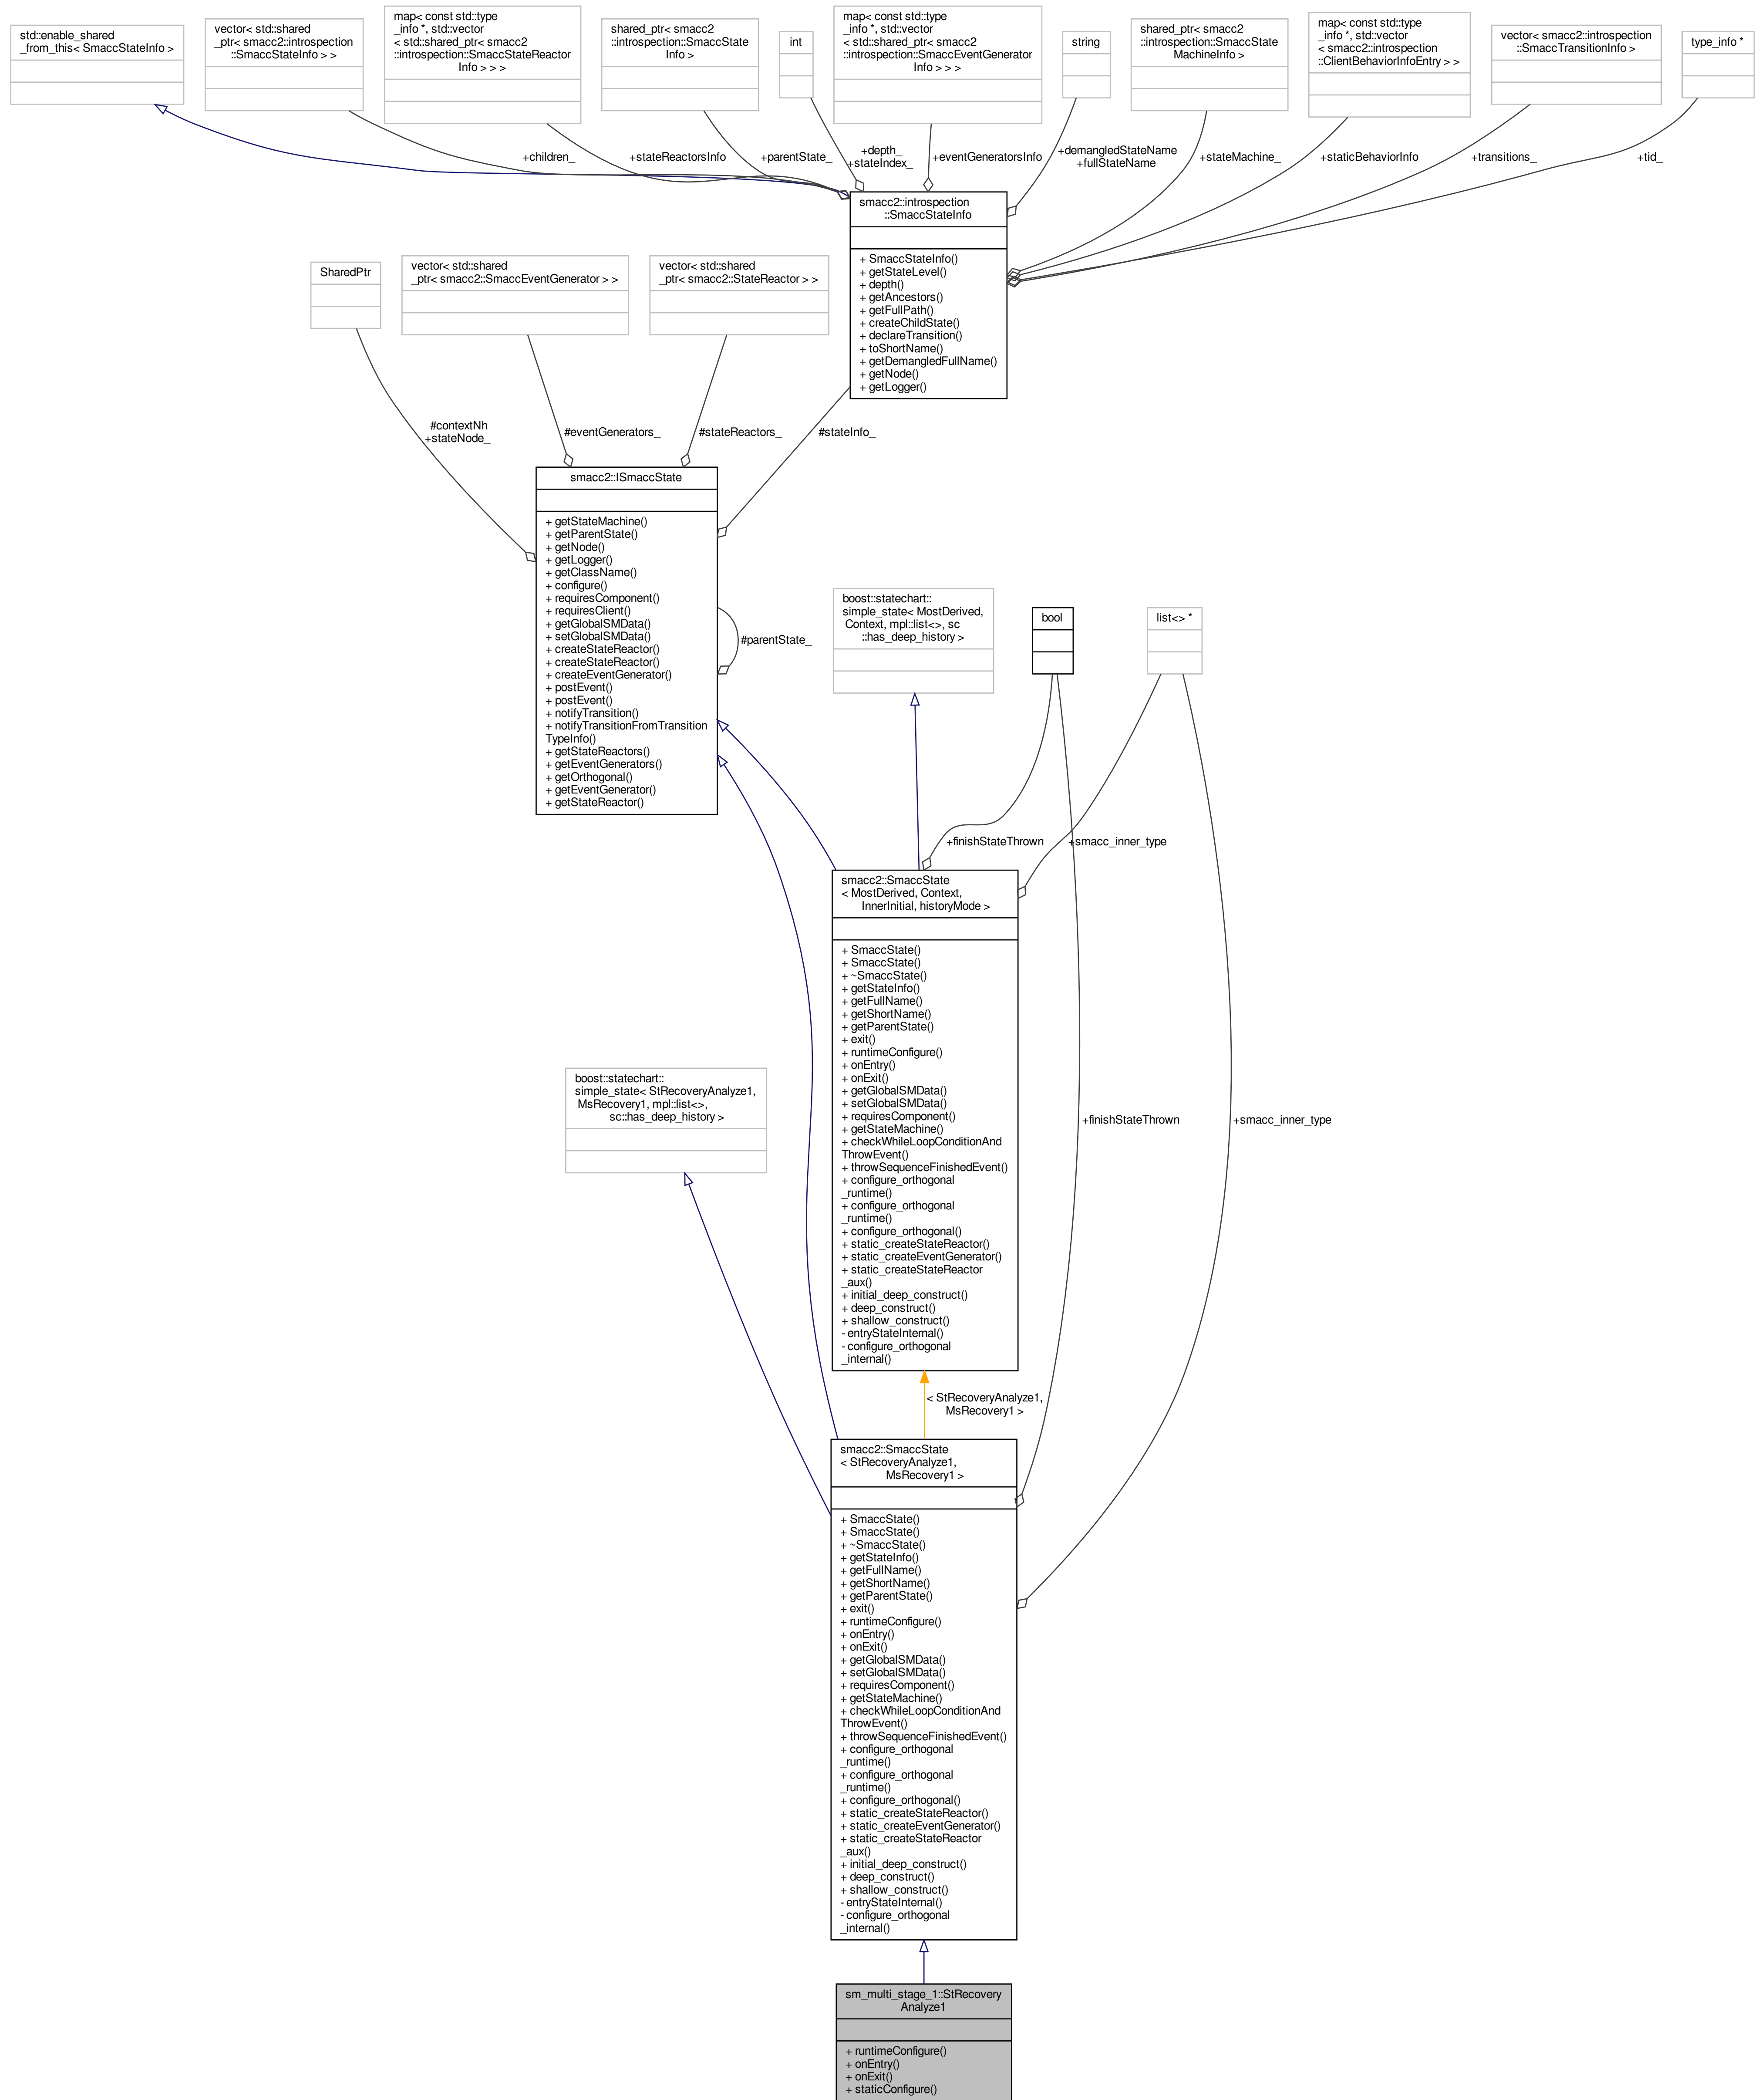 std::enable_shared
_from_this< SmaccStateInfo >
vector< std::shared
_ptr< smacc2::introspection
::SmaccStateInfo > >
map< const std::type
_info *, std::vector
< std::shared_ptr< smacc2
::introspection::SmaccStateReactor
Info > > >
shared_ptr< smacc2
::introspection::SmaccState
Info >
int
map< const std::type
_info *, std::vector
< std::shared_ptr< smacc2
::introspection::SmaccEventGenerator
Info > > >
string
shared_ptr< smacc2
::introspection::SmaccState
MachineInfo >
map< const std::type
_info *, std::vector
< smacc2::introspection
::ClientBehaviorInfoEntry > >
vector< smacc2::introspection
::SmaccTransitionInfo >
type_info *
+children_
+stateReactorsInfo
+parentState_
+depth_
+stateIndex_
+eventGeneratorsInfo
+demangledStateName
+fullStateName
+stateMachine_
+staticBehaviorInfo
+transitions_
+tid_
smacc2::introspection
::SmaccStateInfo
+ SmaccStateInfo()
+ getStateLevel()
+ depth()
+ getAncestors()
+ getFullPath()
+ createChildState()
+ declareTransition()
+ toShortName()
+ getDemangledFullName()
+ getNode()
+ getLogger()
SharedPtr
vector< std::shared
_ptr< smacc2::SmaccEventGenerator > >
vector< std::shared
_ptr< smacc2::StateReactor > >
#contextNh
+stateNode_
#eventGenerators_
#stateReactors_
#stateInfo_
smacc2::ISmaccState
+ getStateMachine()
+ getParentState()
+ getNode()
+ getLogger()
+ getClassName()
+ configure()
+ requiresComponent()
+ requiresClient()
+ getGlobalSMData()
+ setGlobalSMData()
+ createStateReactor()
+ createStateReactor()
+ createEventGenerator()
+ postEvent()
+ postEvent()
+ notifyTransition()
+ notifyTransitionFromTransition
TypeInfo()
+ getStateReactors()
+ getEventGenerators()
+ getOrthogonal()
+ getEventGenerator()
+ getStateReactor()
#parentState_
boost::statechart::
simple_state< MostDerived,
Context, mpl::list<>, sc
::has_deep_history >
bool
list<> *
+finishStateThrown
+smacc_inner_type
smacc2::SmaccState
< MostDerived, Context,
InnerInitial, historyMode >
+ SmaccState()
+ SmaccState()
+ ~SmaccState()
+ getStateInfo()
+ getFullName()
+ getShortName()
+ getParentState()
+ exit()
+ runtimeConfigure()
+ onEntry()
+ onExit()
+ getGlobalSMData()
+ setGlobalSMData()
+ requiresComponent()
+ getStateMachine()
+ checkWhileLoopConditionAnd
ThrowEvent()
+ throwSequenceFinishedEvent()
+ configure_orthogonal
_runtime()
+ configure_orthogonal
_runtime()
+ configure_orthogonal()
+ static_createStateReactor()
+ static_createEventGenerator()
+ static_createStateReactor
_aux()
+ initial_deep_construct()
+ deep_construct()
+ shallow_construct()
- entryStateInternal()
- configure_orthogonal
_internal()
boost::statechart::
simple_state< StRecoveryAnalyze1,
MsRecovery1, mpl::list<>,
sc::has_deep_history >
+finishStateThrown
+smacc_inner_type
< StRecoveryAnalyze1,
MsRecovery1 >
smacc2::SmaccState
< StRecoveryAnalyze1,
MsRecovery1 >
+ SmaccState()
+ SmaccState()
+ ~SmaccState()
+ getStateInfo()
+ getFullName()
+ getShortName()
+ getParentState()
+ exit()
+ runtimeConfigure()
+ onEntry()
+ onExit()
+ getGlobalSMData()
+ setGlobalSMData()
+ requiresComponent()
+ getStateMachine()
+ checkWhileLoopConditionAnd
ThrowEvent()
+ throwSequenceFinishedEvent()
+ configure_orthogonal
_runtime()
+ configure_orthogonal
_runtime()
+ configure_orthogonal()
+ static_createStateReactor()
+ static_createEventGenerator()
+ static_createStateReactor
_aux()
+ initial_deep_construct()
+ deep_construct()
+ shallow_construct()
- entryStateInternal()
- configure_orthogonal
_internal()
sm_multi_stage_1::StRecovery
Analyze1
+ runtimeConfigure()
+ onEntry()
+ onExit()
+ staticConfigure()